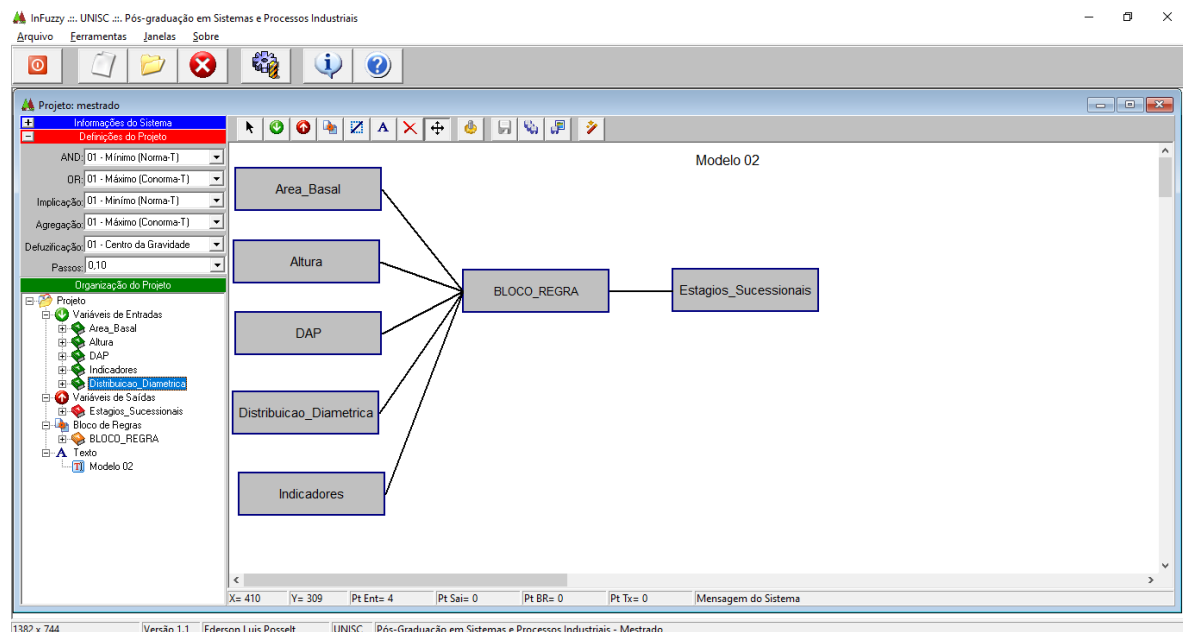 InFuzzy .::. UNISC .::. Pós-graduação em Sistemas e Processos Industriais
Arquivo Ferramentas Janelas Sobre
Projeto: mestrado
Informações do Sistema
Definições do Projeto
AND: 01 - Mínimo (Norma-T)
OR: 01 - Máximo (Conorma-T)
Implicação: 01 - Minímo (Norma-T)
Agregação: 01 - Máximo (Conorma-T)
Defuzificação: 01 - Centro da Gravidade
Passos: 0,10
Organização do Projeto
Projeto
Variáveis de Entradas
Area_Basal
Altura
DAP
Indicadores
Distribuicao_Diametrica
Variáveis de Saídas
Estagios_Sucessionais
Bloco de Regras
BLOCO_REGRA
A Texto
T Modelo 02
A
Modelo 02
Area_Basal
Altura
BLOCO_REGRA
Estagios_Sucessionais
DAP
Distribuicao_Diametrica
Indicadores
X= 410 Y= 309 Pt Ent= 4 Pt Sai= 0 Pt BR= 0 Pt Tx= 0 Mensagem do Sistema
1382 x 744 Versão 1.1 Ederson Luis Posselt UNISC Pós-Graduação em Sistemas e Processos Industriais - Mestrado